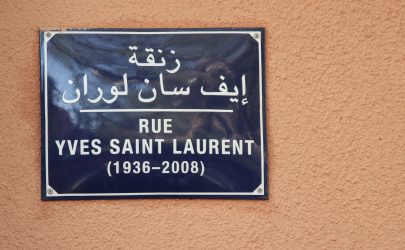 زنقة
إيف سان لوران
RUE
YVES SAINT LAURENT
(1936–2008)